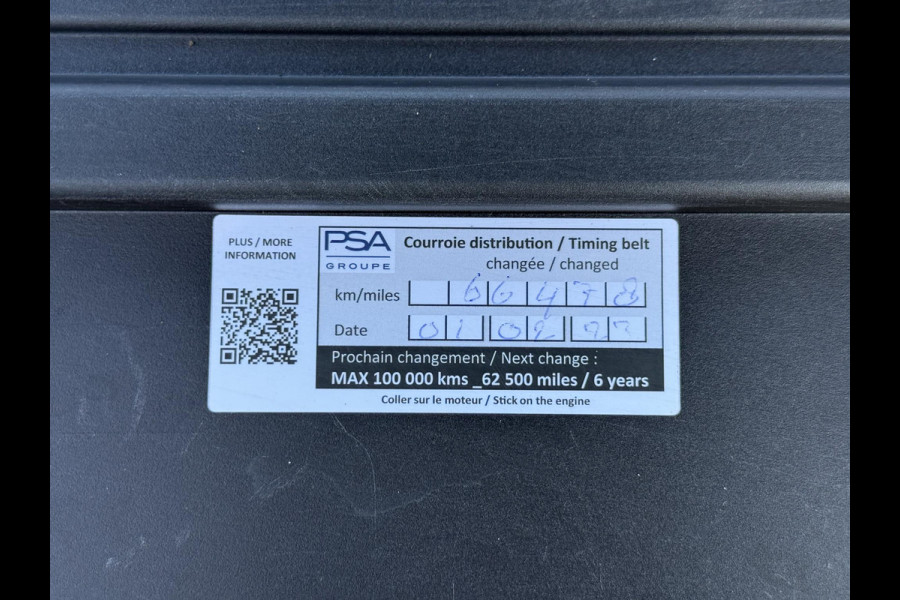 PLUS / MORE
INFORMATION
PSA
GROUPE
Courroie distribution / Timing belt
changée / changed
km/miles 66478
Date 01 02
Prochain changement / Next change :
MAX 100 000 kms _62 500 miles / 6 years
Coller sur le moteur / Stick on the engine